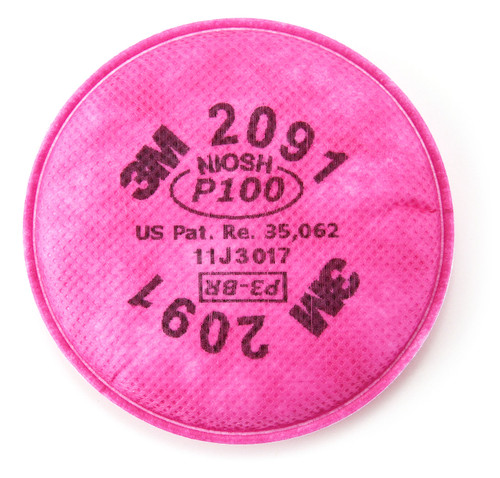 3M 2091
NIOSH
P100
US Pat. Re. 35,062
11J3017
P3-BR
3M 2091